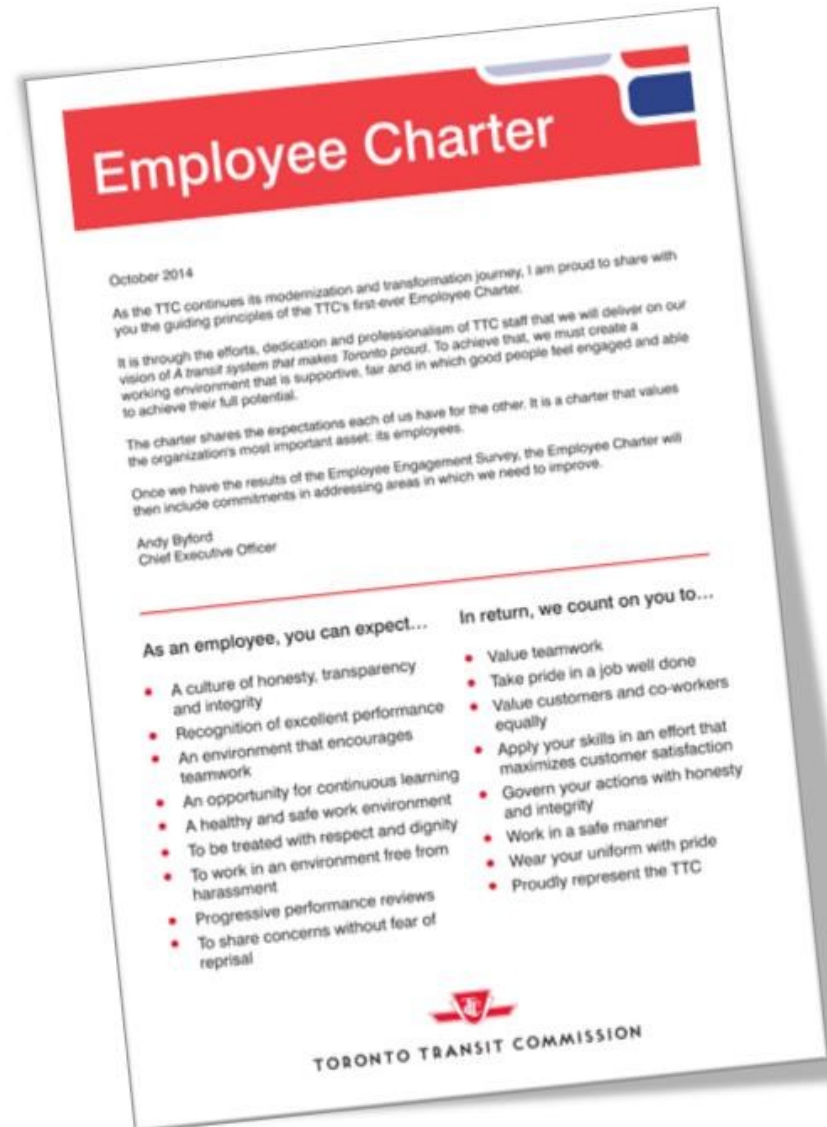 Employee Charter
October 2014
As the TTC continues its modernization and transformation journey, I am proud to share with
you the guiding principles of the TTC's first-ever Employee Charter.
It is through the efforts, dedication and professionalism of TTC staff that we will deliver on our
vision of A transit system that makes Toronto proud. To achieve that, we must create a
working environment that is supportive, fair and in which good people feel engaged and able
to achieve their full potential.
The charter shares the expectations each of us have for the other. It is a charter that values
the organization's most important asset: its employees.
Once we have the results of the Employee Engagement Survey, the Employee Charter will
then include commitments in addressing areas in which we need to improve.
Andy Byford
Chief Executive Officer
As an employee, you can expect...
• A culture of honesty, transparency
and integrity
• Recognition of excellent performance
• An environment that encourages
teamwork
• An opportunity for continuous learning
• A healthy and safe work environment
• To be treated with respect and dignity
• To work in an environment free from
harassment
• Progressive performance reviews
• To share concerns without fear of
reprisal
In return, we count on you to...
• Value teamwork
• Take pride in a job well done
• Value customers and co-workers
equally
• Apply your skills in an effort that
maximizes customer satisfaction
• Govern your actions with honesty
and integrity
• Work in a safe manner
• Wear your uniform with pride
• Proudly represent the TTC
TTC
TORONTO TRANSIT COMMISSION